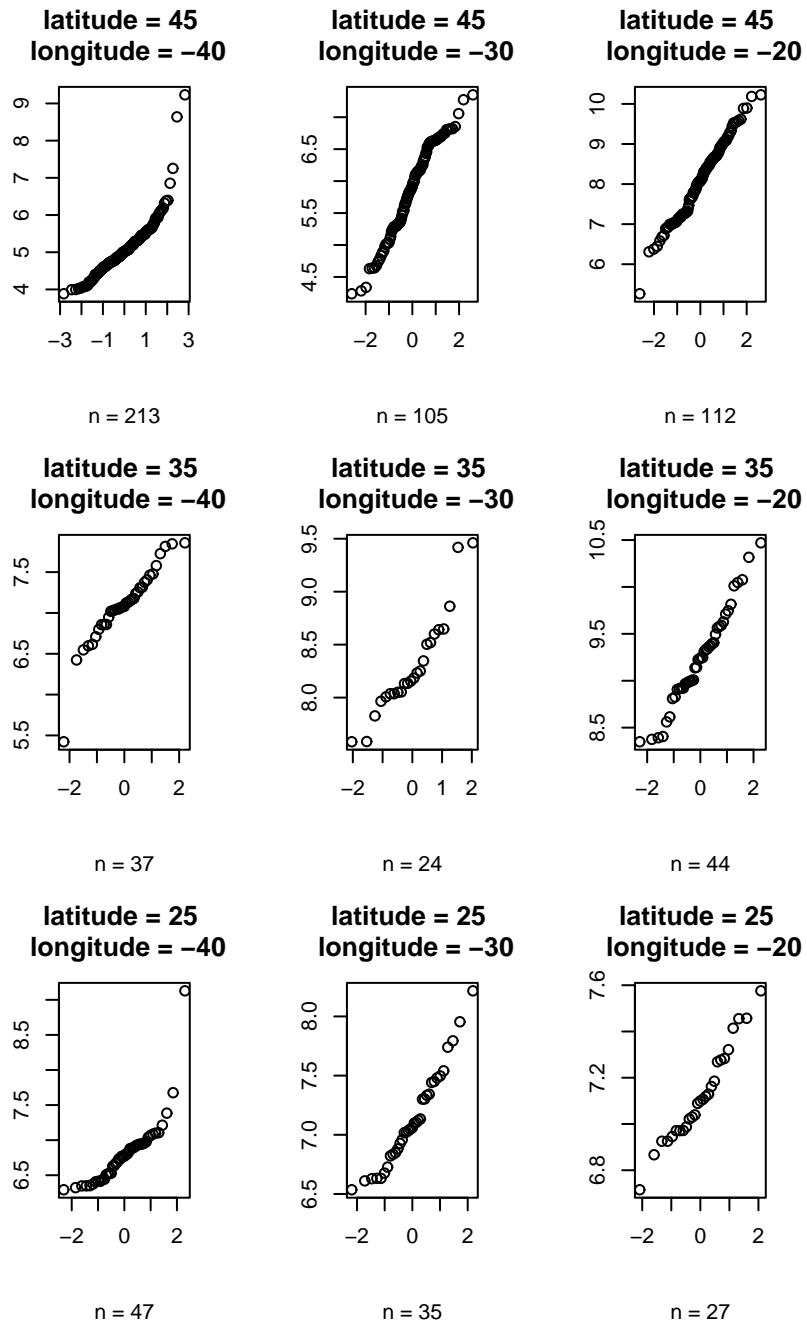 latitude = 45
longitude = −40
latitude = 45
longitude = −30
latitude = 45
longitude = −20
9
8
7
6
5
4
−3 −1 1 3
6.5
5.5
4.5
−2 0 2
10
9
8
7
6
−2 0 2
n = 213
n = 105
n = 112
latitude = 35
longitude = −40
latitude = 35
longitude = −30
latitude = 35
longitude = −20
7.5
6.5
5.5
−2 0 2
9.5
9.0
8.5
8.0
−2 0 1 2
10.5
9.5
8.5
−2 0 2
n = 37
n = 24
n = 44
latitude = 25
longitude = −40
latitude = 25
longitude = −30
latitude = 25
longitude = −20
8.5
7.5
6.5
−2 0 2
8.0
7.5
7.0
6.5
−2 0 2
7.6
7.2
6.8
−2 0 2
n = 47
n = 35
n = 27